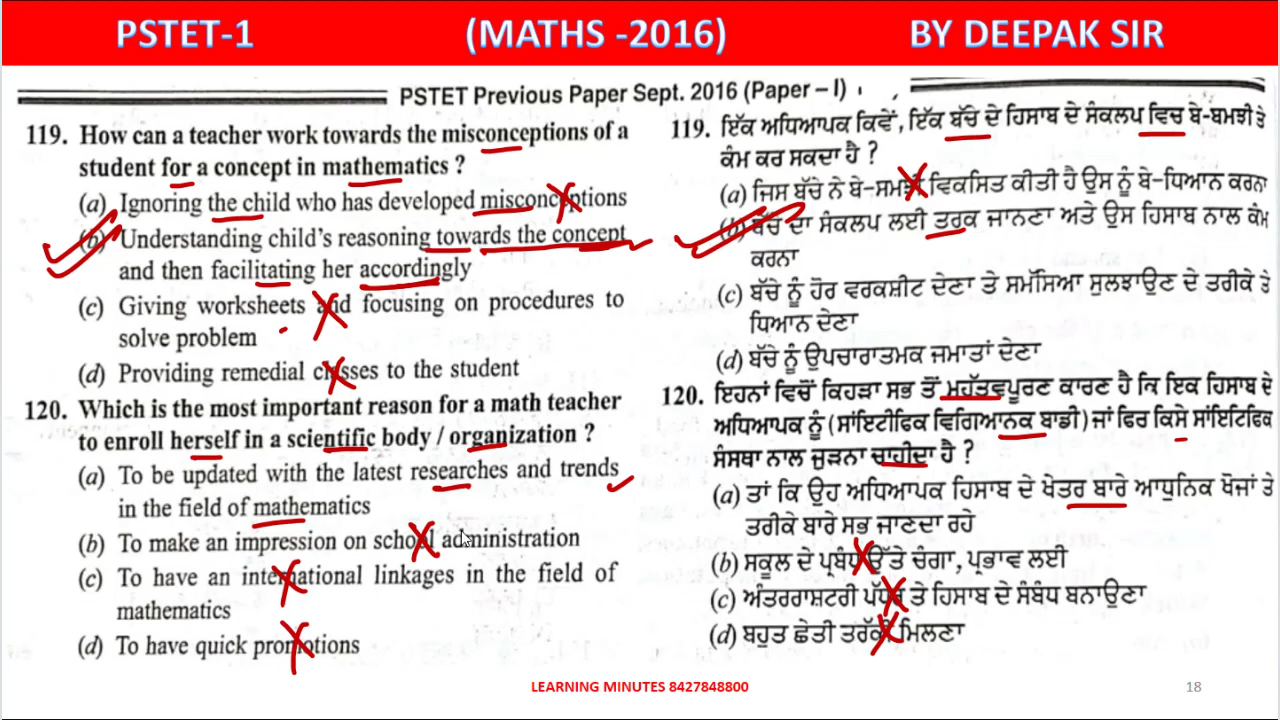 PSTET-1 (MATHS -2016) BY DEEPAK SIR
PSTET Previous Paper Sept. 2016 (Paper – I)
119. How can a teacher work towards the misconceptions of a
student for a concept in mathematics ?
(a) Ignoring the child who has developed misconceptions
(b) Understanding child's reasoning towards the concept
and then facilitating her accordingly
(c) Giving worksheets and focusing on procedures to
solve problem
(d) Providing remedial classes to the student
120. Which is the most important reason for a math teacher
to enroll herself in a scientific body / organization ?
(a) To be updated with the latest researches and trends
in the field of mathematics
(b) To make an impression on school administration
(c) To have an international linkages in the field of
mathematics
(d) To have quick promotions
119. ਇੱਕ ਅਧਿਆਪਕ ਕਿਵੇਂ, ਇੱਕ ਬੱਚੇ ਦੇ ਹਿਸਾਬ ਦੇ ਸੰਕਲਪ ਵਿਚ ਬੇ-ਬਮਝੀ ਤੇ
ਕੰਮ ਕਰ ਸਕਦਾ ਹੈ ?
(a) ਜਿਸ ਬੱਚੇ ਨੇ ਬੇ-ਸਮਝੀ ਵਿਕਸਿਤ ਕੀਤੀ ਹੈ ਉਸ ਨੂੰ ਬੇ-ਧਿਆਨ ਕਰਨਾ
(b) ਬੱਚੇ ਦਾ ਸੰਕਲਪ ਲਈ ਤਰਕ ਜਾਨਣਾ ਅਤੇ ਉਸ ਹਿਸਾਬ ਨਾਲ ਕੰਮ
ਕਰਨਾ
(c) ਬੱਚੇ ਨੂੰ ਹੋਰ ਵਰਕਸ਼ੀਟ ਦੇਣਾ ਤੇ ਸਮੱਸਿਆ ਸੁਲਝਾਉਣ ਦੇ ਤਰੀਕੇ ਤੇ
ਧਿਆਨ ਦੇਣਾ
(d) ਬੱਚੇ ਨੂੰ ਉਪਚਾਰਾਤਮਕ ਜਮਾਤਾਂ ਦੇਣਾ
120. ਇਹਨਾਂ ਵਿਚੋਂ ਕਿਹੜਾ ਸਭ ਤੋਂ ਮਹੱਤਵਪੂਰਣ ਕਾਰਣ ਹੈ ਕਿ ਇਕ ਹਿਸਾਬ ਦੇ
ਅਧਿਆਪਕ ਨੂੰ (ਸਾਂਇਟੀਫਿਕ ਵਿਗਿਆਨਕ ਬਾਡੀ) ਜਾਂ ਫਿਰ ਕਿਸੇ ਸਾਂਇਟਿਫਿਕ
ਸੰਸਥਾ ਨਾਲ ਜੁੜਨਾ ਚਾਹੀਦਾ ਹੈ ?
(a) ਤਾਂ ਕਿ ਉਹ ਅਧਿਆਪਕ ਹਿਸਾਬ ਦੇ ਖੇਤਰ ਬਾਰੇ ਆਧੁਨਿਕ ਖੋਜਾਂ ਤੇ
ਤਰੀਕੇ ਬਾਰੇ ਸਭ ਜਾਣਦਾ ਰਹੇ
(b) ਸਕੂਲ ਦੇ ਪ੍ਰਬੰਧ ਉੱਤੇ ਚੰਗਾ, ਪ੍ਰਭਾਵ ਲਈ
(c) ਅੰਤਰਰਾਸ਼ਟਰੀ ਪੱਧਰ ਤੇ ਹਿਸਾਬ ਦੇ ਸੰਬੰਧ ਬਨਾਉਣਾ
(d) ਬਹੁਤ ਛੇਤੀ ਤਰੱਕੀ ਮਿਲਣਾ
LEARNING MINUTES 8427848800
18